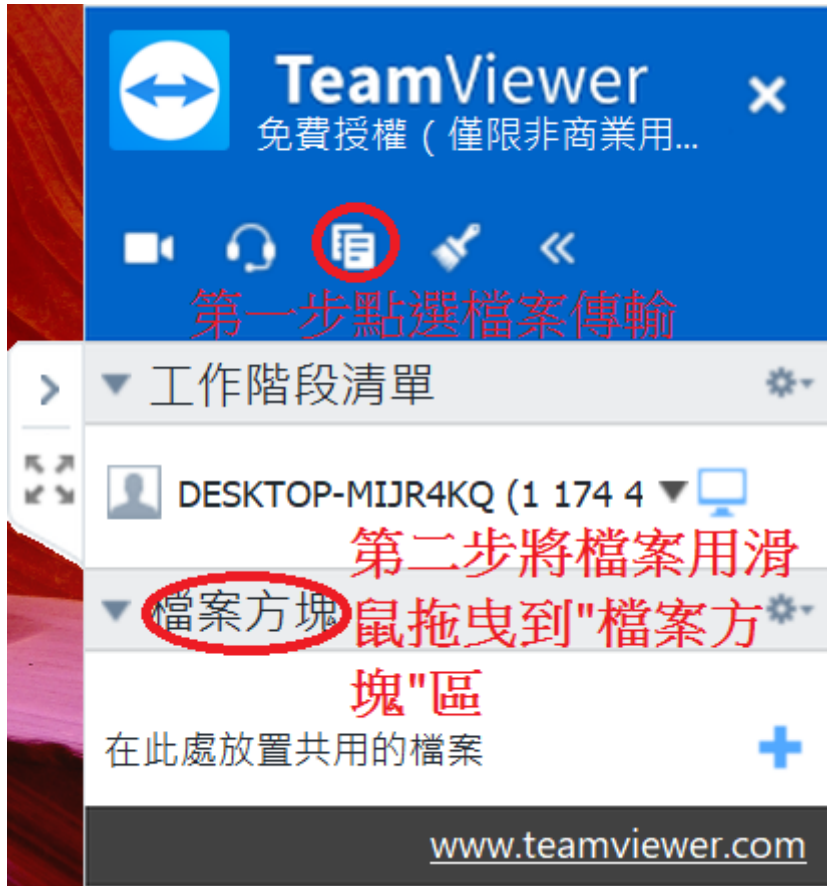 TeamViewer
免費授權（僅限非商業用...
第一步點選檔案傳輸
工作階段清單
DESKTOP-MIJR4KQ (1 174 4
第二步將檔案用滑
檔案方塊
鼠拖曳到"檔案方
塊"區
在此處放置共用的檔案
www.teamviewer.com